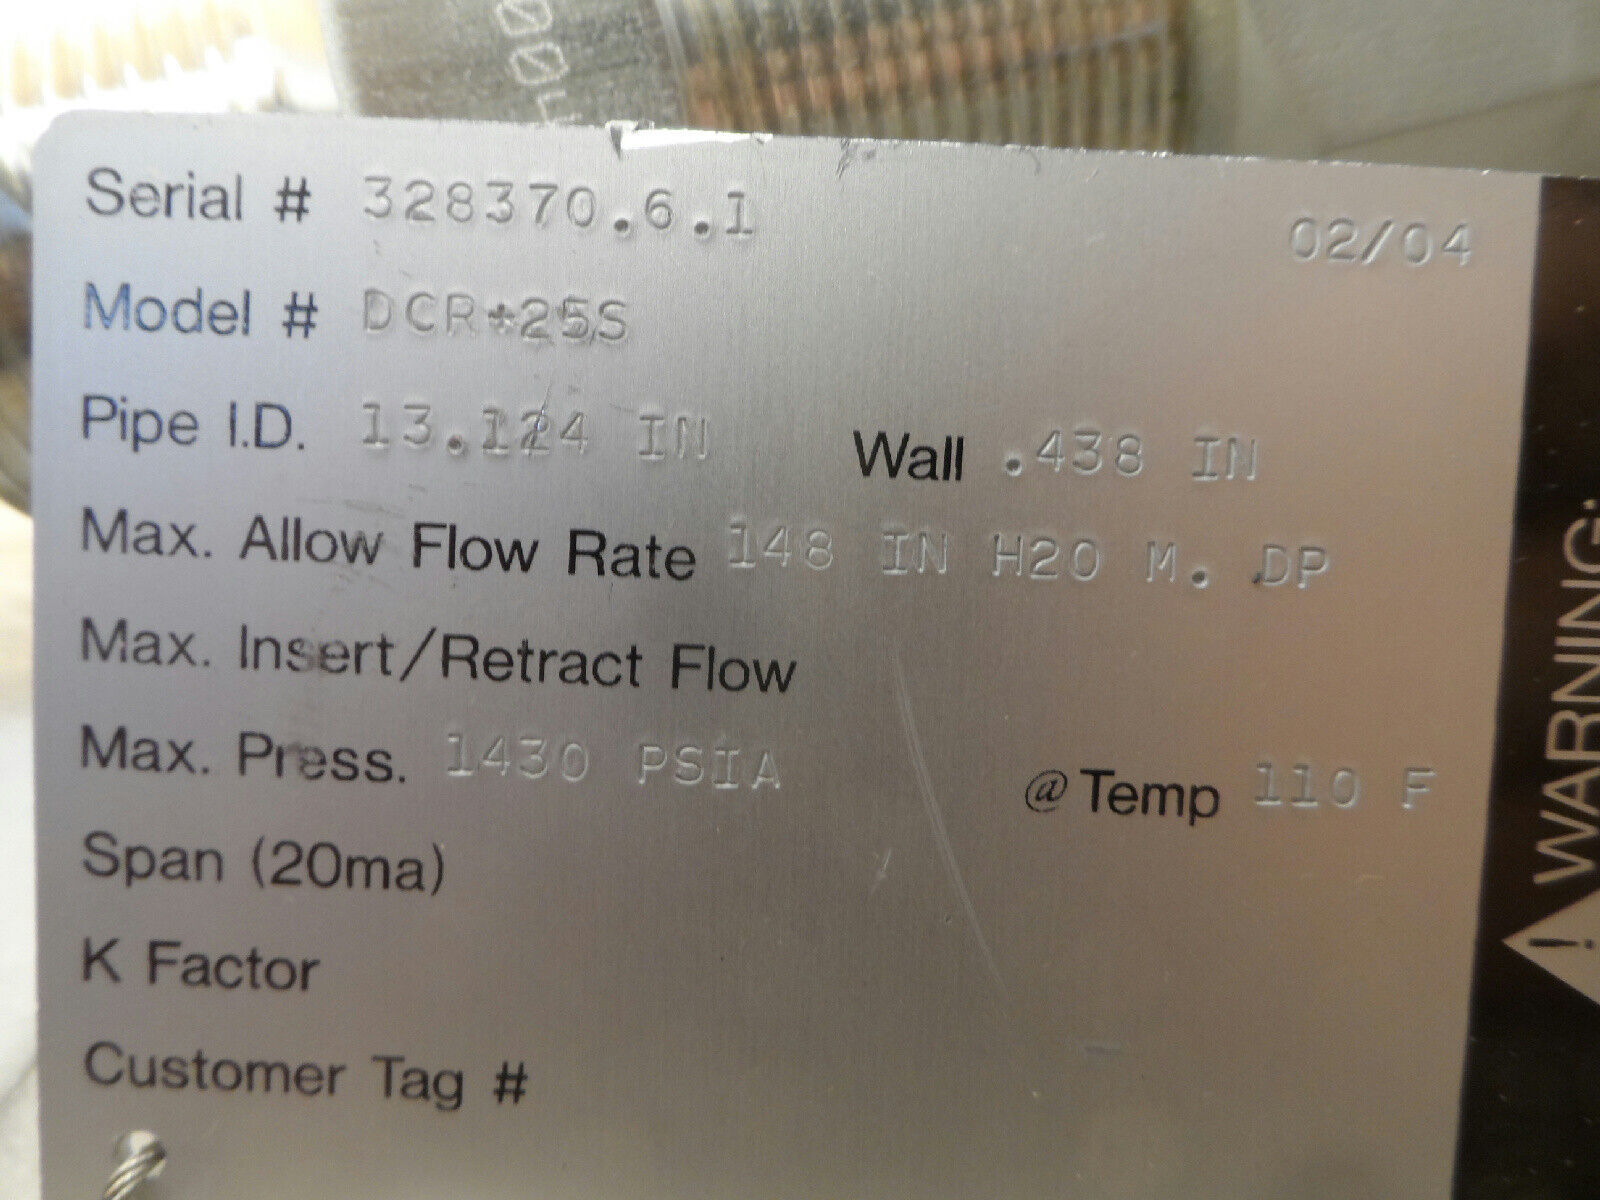 00
Serial # 328370.6.1 02/04
Model # DCR+25S
Pipe I.D. 13.124 IN Wall .438 IN
Max. Allow Flow Rate 148 IN H2O M. DP
Max. Insert/Retract Flow
Max. Press. 1430 PSIA @ Temp 110 F
Span (20ma)
K Factor
Customer Tag #
WARNING: